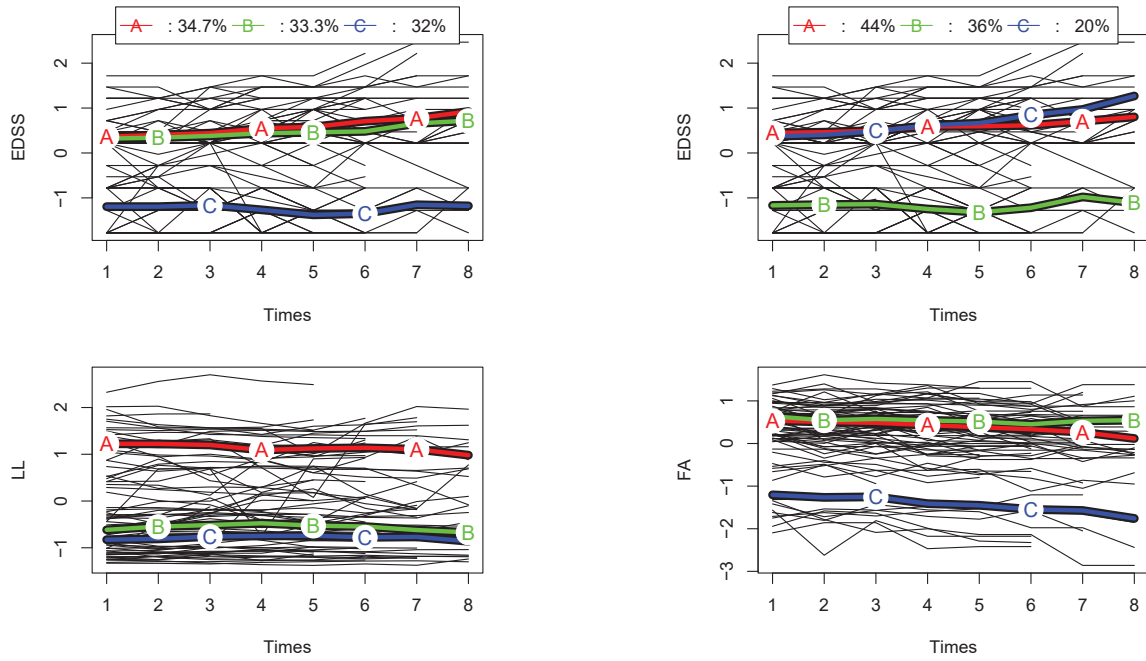 A : 34.7% B : 33.3% C : 32%
EDSS
2
1
0
−1
A A A
B B B
C C
1 2 3 4 5 6 7 8
Times
A : 44% B : 36% C : 20%
EDSS
2
1
0
−1
A A A
C C
B B B
1 2 3 4 5 6 7 8
Times
LL
2
1
0
−1
A A A
B B B
C C
1 2 3 4 5 6 7 8
Times
FA
1
0
−1
−2
−3
A B A B A B
C C
1 2 3 4 5 6 7 8
Times